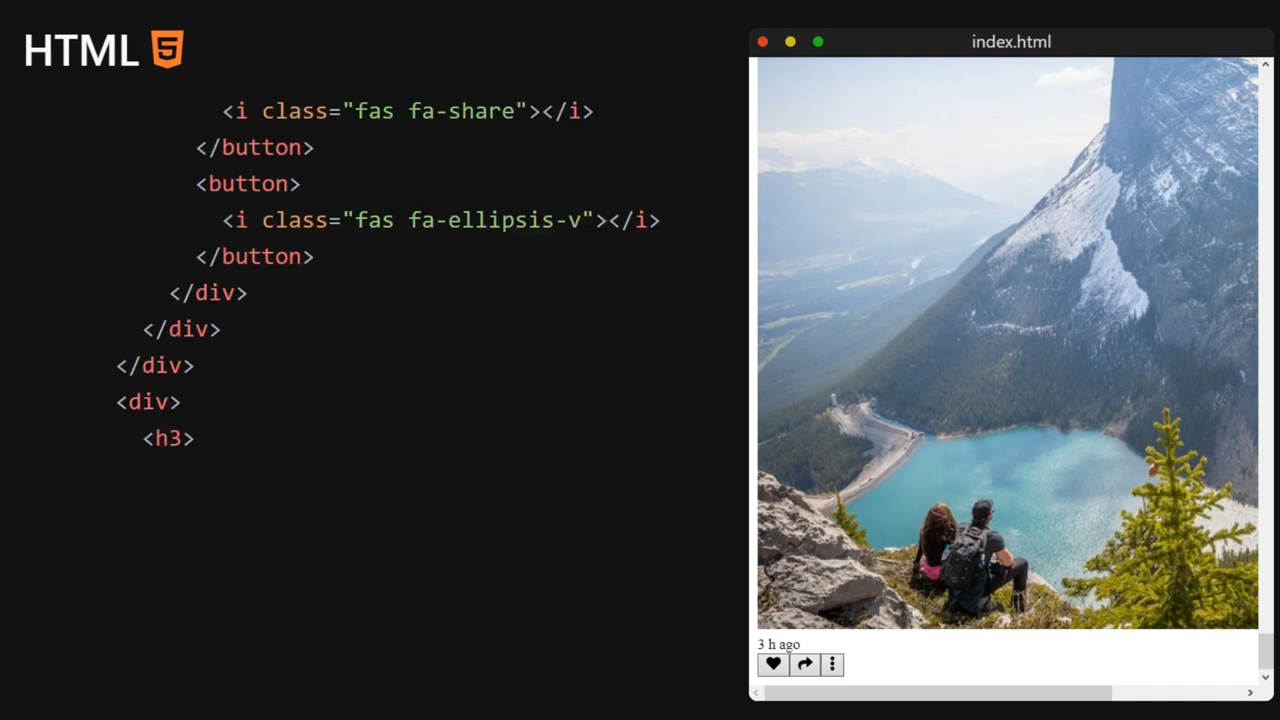 HTML 5
<i class="fas fa-share"></i>
</button>
<button>
<i class="fas fa-ellipsis-v"></i>
</button>
</div>
</div>
</div>
<div>
<h3>
index.html
3 h ago